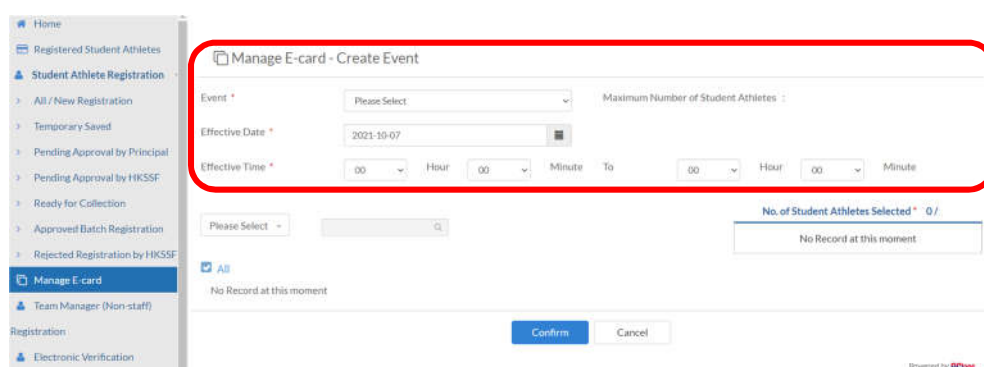 Home
Registered Student Athletes
Student Athlete Registration
All / New Registration
Temporary Saved
Pending Approval by Principal
Pending Approval by HKSSF
Ready for Collection
Approved Batch Registration
Rejected Registration by HKSSF
Manage E-card
Team Manager (Non-staff)
Registration
Electronic Verification
Manage E-card - Create Event
Event * Please Select Maximum Number of Student Athletes :
Effective Date * 2021-10-07
Effective Time * 00 Hour 00 Minute To 00 Hour 00 Minute
No. of Student Athletes Selected * 0 /
Please Select
No Record at this moment
All
No Record at this moment
Confirm Cancel
Powered by BClass